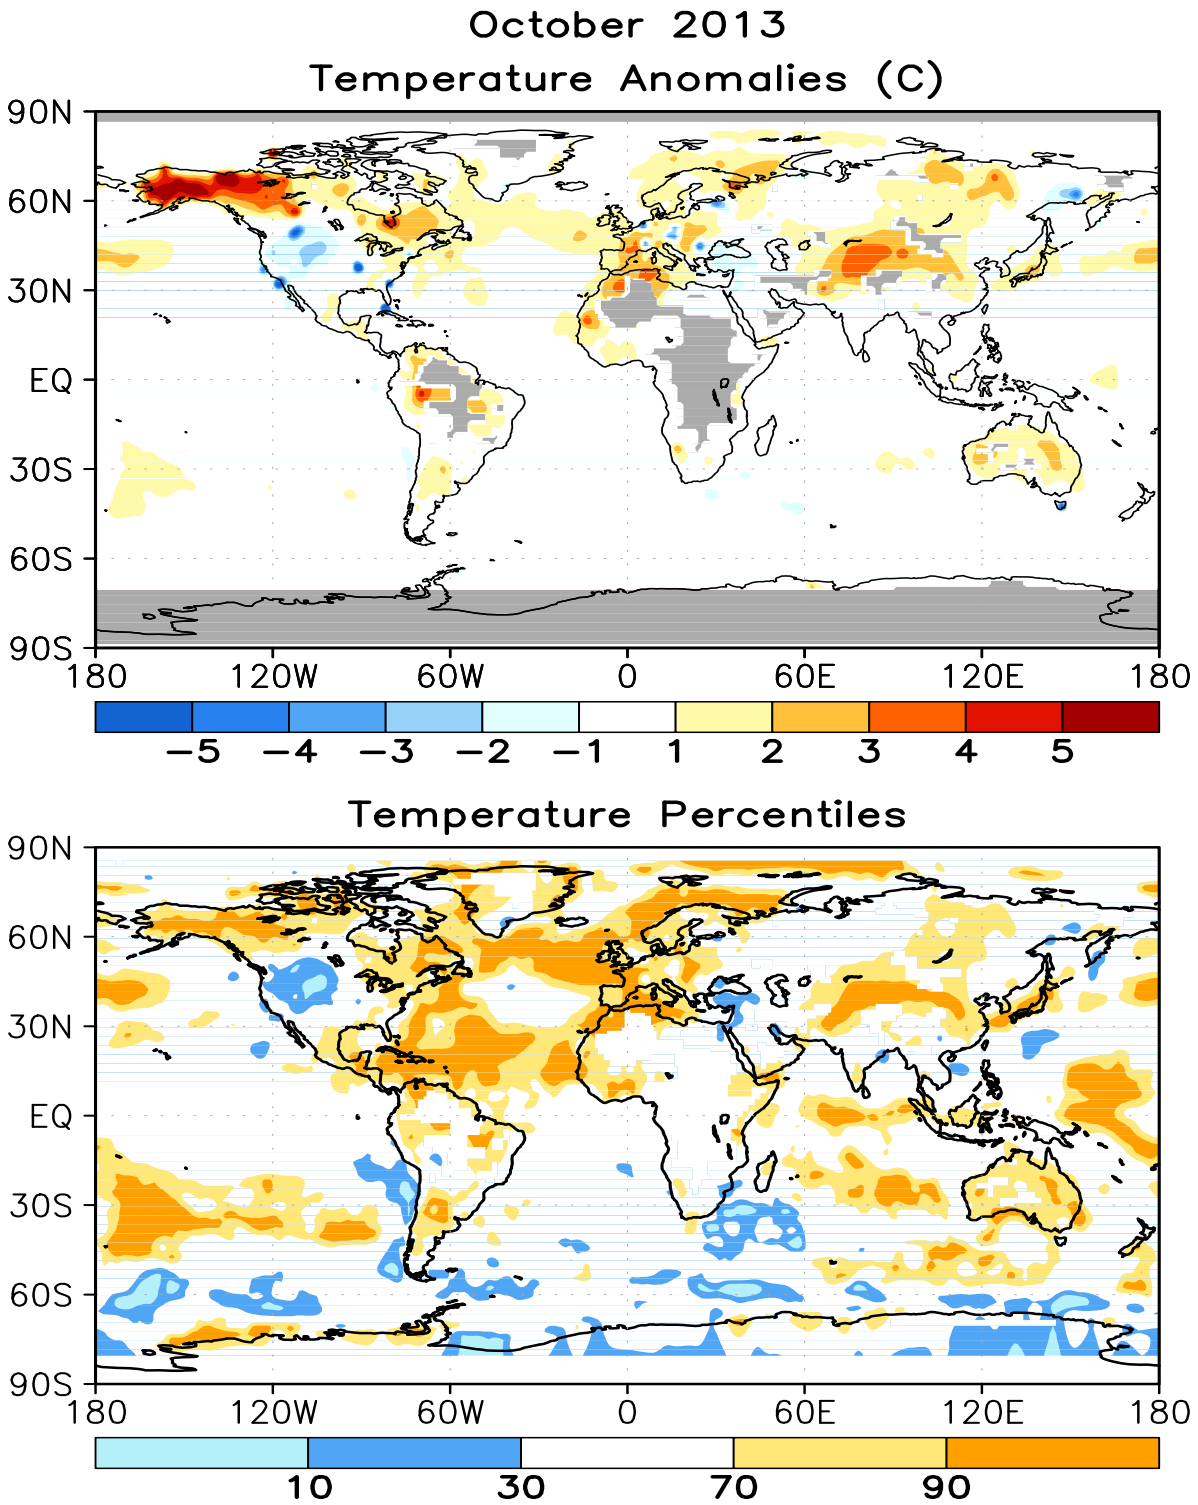 October 2013
Temperature Anomalies (C)
90N
60N
30N
EQ
30S
60S
90S
180 120W 60W 0 60E 120E 180
-5 -4 -3 -2 -1 1 2 3 4 5
Temperature Percentiles
90N
60N
30N
EQ
30S
60S
90S
180 120W 60W 0 60E 120E 180
10 30 70 90